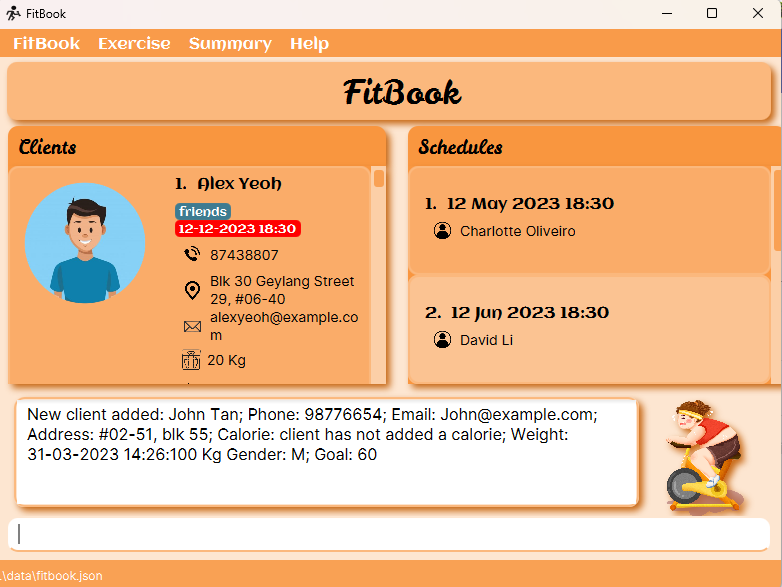 FitBook
FitBook Exercise Summary Help
FitBook
Clients
1. Alex Yeoh
friends
12-12-2023 18:30
87438807
Blk 30 Geylang Street
29, #06-40
alexyeoh@example.co
m
20 Kg
Schedules
1. 12 May 2023 18:30
Charlotte Oliveiro
2. 12 Jun 2023 18:30
David Li
New client added: John Tan; Phone: 98776654; Email: John@example.com;
Address: #02-51, blk 55; Calorie: client has not added a calorie; Weight:
31-03-2023 14:26:100 Kg Gender: M; Goal: 60
.\data\fitbook.json